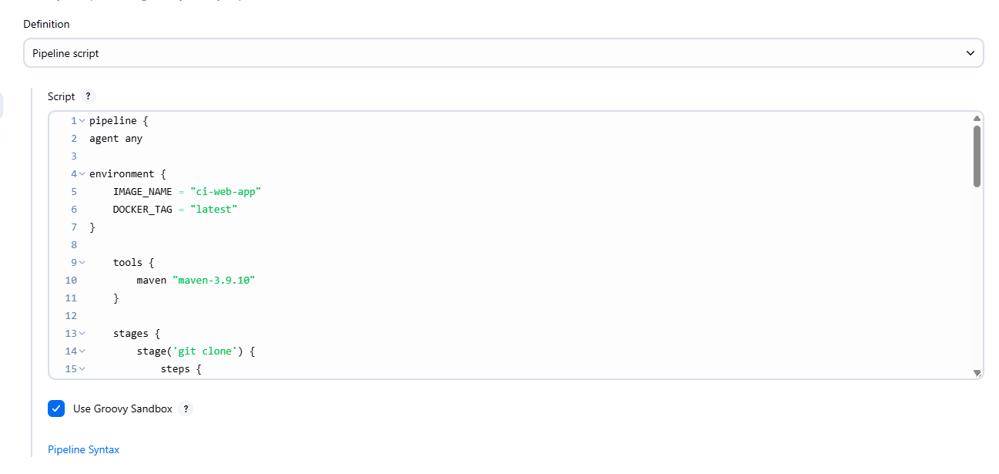 Definition
Pipeline script
Script ?
1 pipeline {
2 agent any
3
4 environment {
5     IMAGE_NAME = "ci-web-app"
6     DOCKER_TAG = "latest"
7 }
8
9     tools {
10         maven "maven-3.9.10"
11     }
12
13     stages {
14         stage('git clone') {
15             steps {
Use Groovy Sandbox ?
Pipeline Syntax